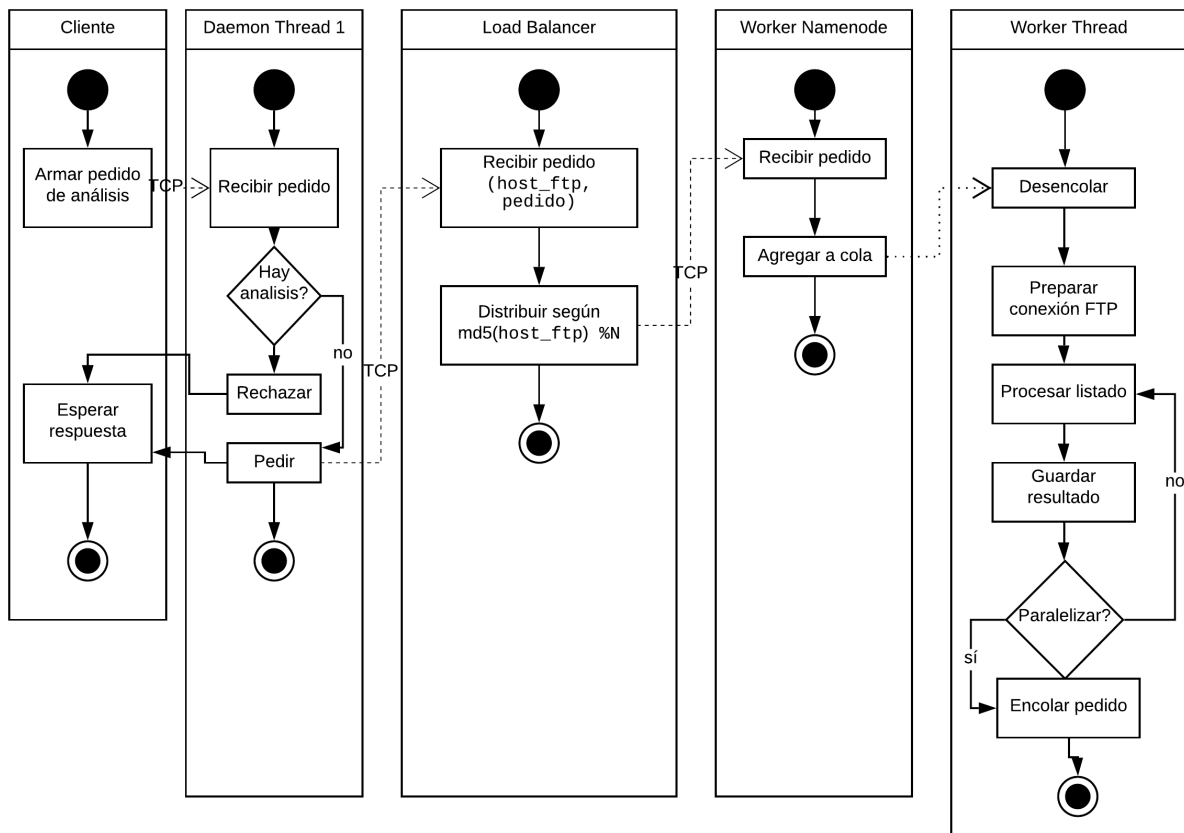 Cliente
Daemon Thread 1
Load Balancer
Worker Namenode
Worker Thread
Armar pedido
de análisis
TCP
Recibir pedido
Hay
analisis?
no
Rechazar
Pedir
Esperar
respuesta
TCP
Recibir pedido
(host_ftp,
pedido)
Distribuir según
md5(host_ftp) %N
TCP
Recibir pedido
Agregar a cola
Desencolar
Preparar
conexión FTP
Procesar listado
Guardar
resultado
no
Paralelizar?
sí
Encolar pedido